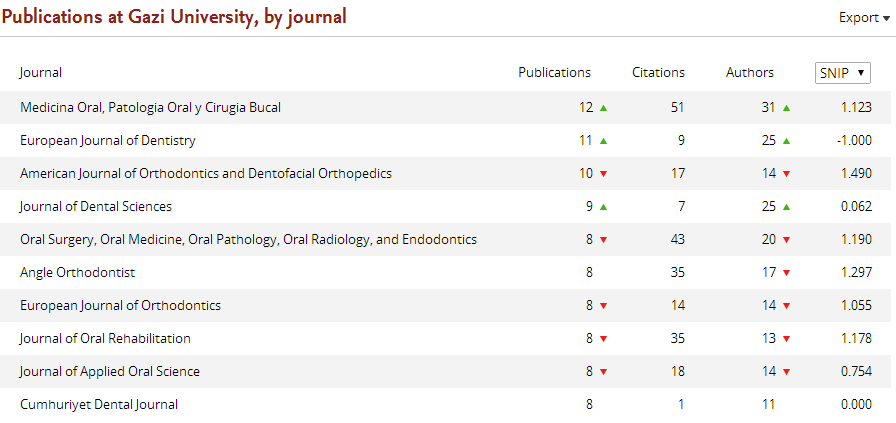 Publications at Gazi University, by journal Export ▾
Journal Publications Citations Authors SNIP ▼
Medicina Oral, Patologia Oral y Cirugia Bucal 12 ▲ 51 31 ▲ 1.123
European Journal of Dentistry 11 ▲ 9 25 ▲ -1.000
American Journal of Orthodontics and Dentofacial Orthopedics 10 ▼ 17 14 ▼ 1.490
Journal of Dental Sciences 9 ▲ 7 25 ▲ 0.062
Oral Surgery, Oral Medicine, Oral Pathology, Oral Radiology, and Endodontics 8 ▼ 43 20 ▼ 1.190
Angle Orthodontist 8 35 17 ▼ 1.297
European Journal of Orthodontics 8 ▼ 14 14 ▼ 1.055
Journal of Oral Rehabilitation 8 ▼ 35 13 ▼ 1.178
Journal of Applied Oral Science 8 ▼ 18 14 ▼ 0.754
Cumhuriyet Dental Journal 8 1 11 0.000